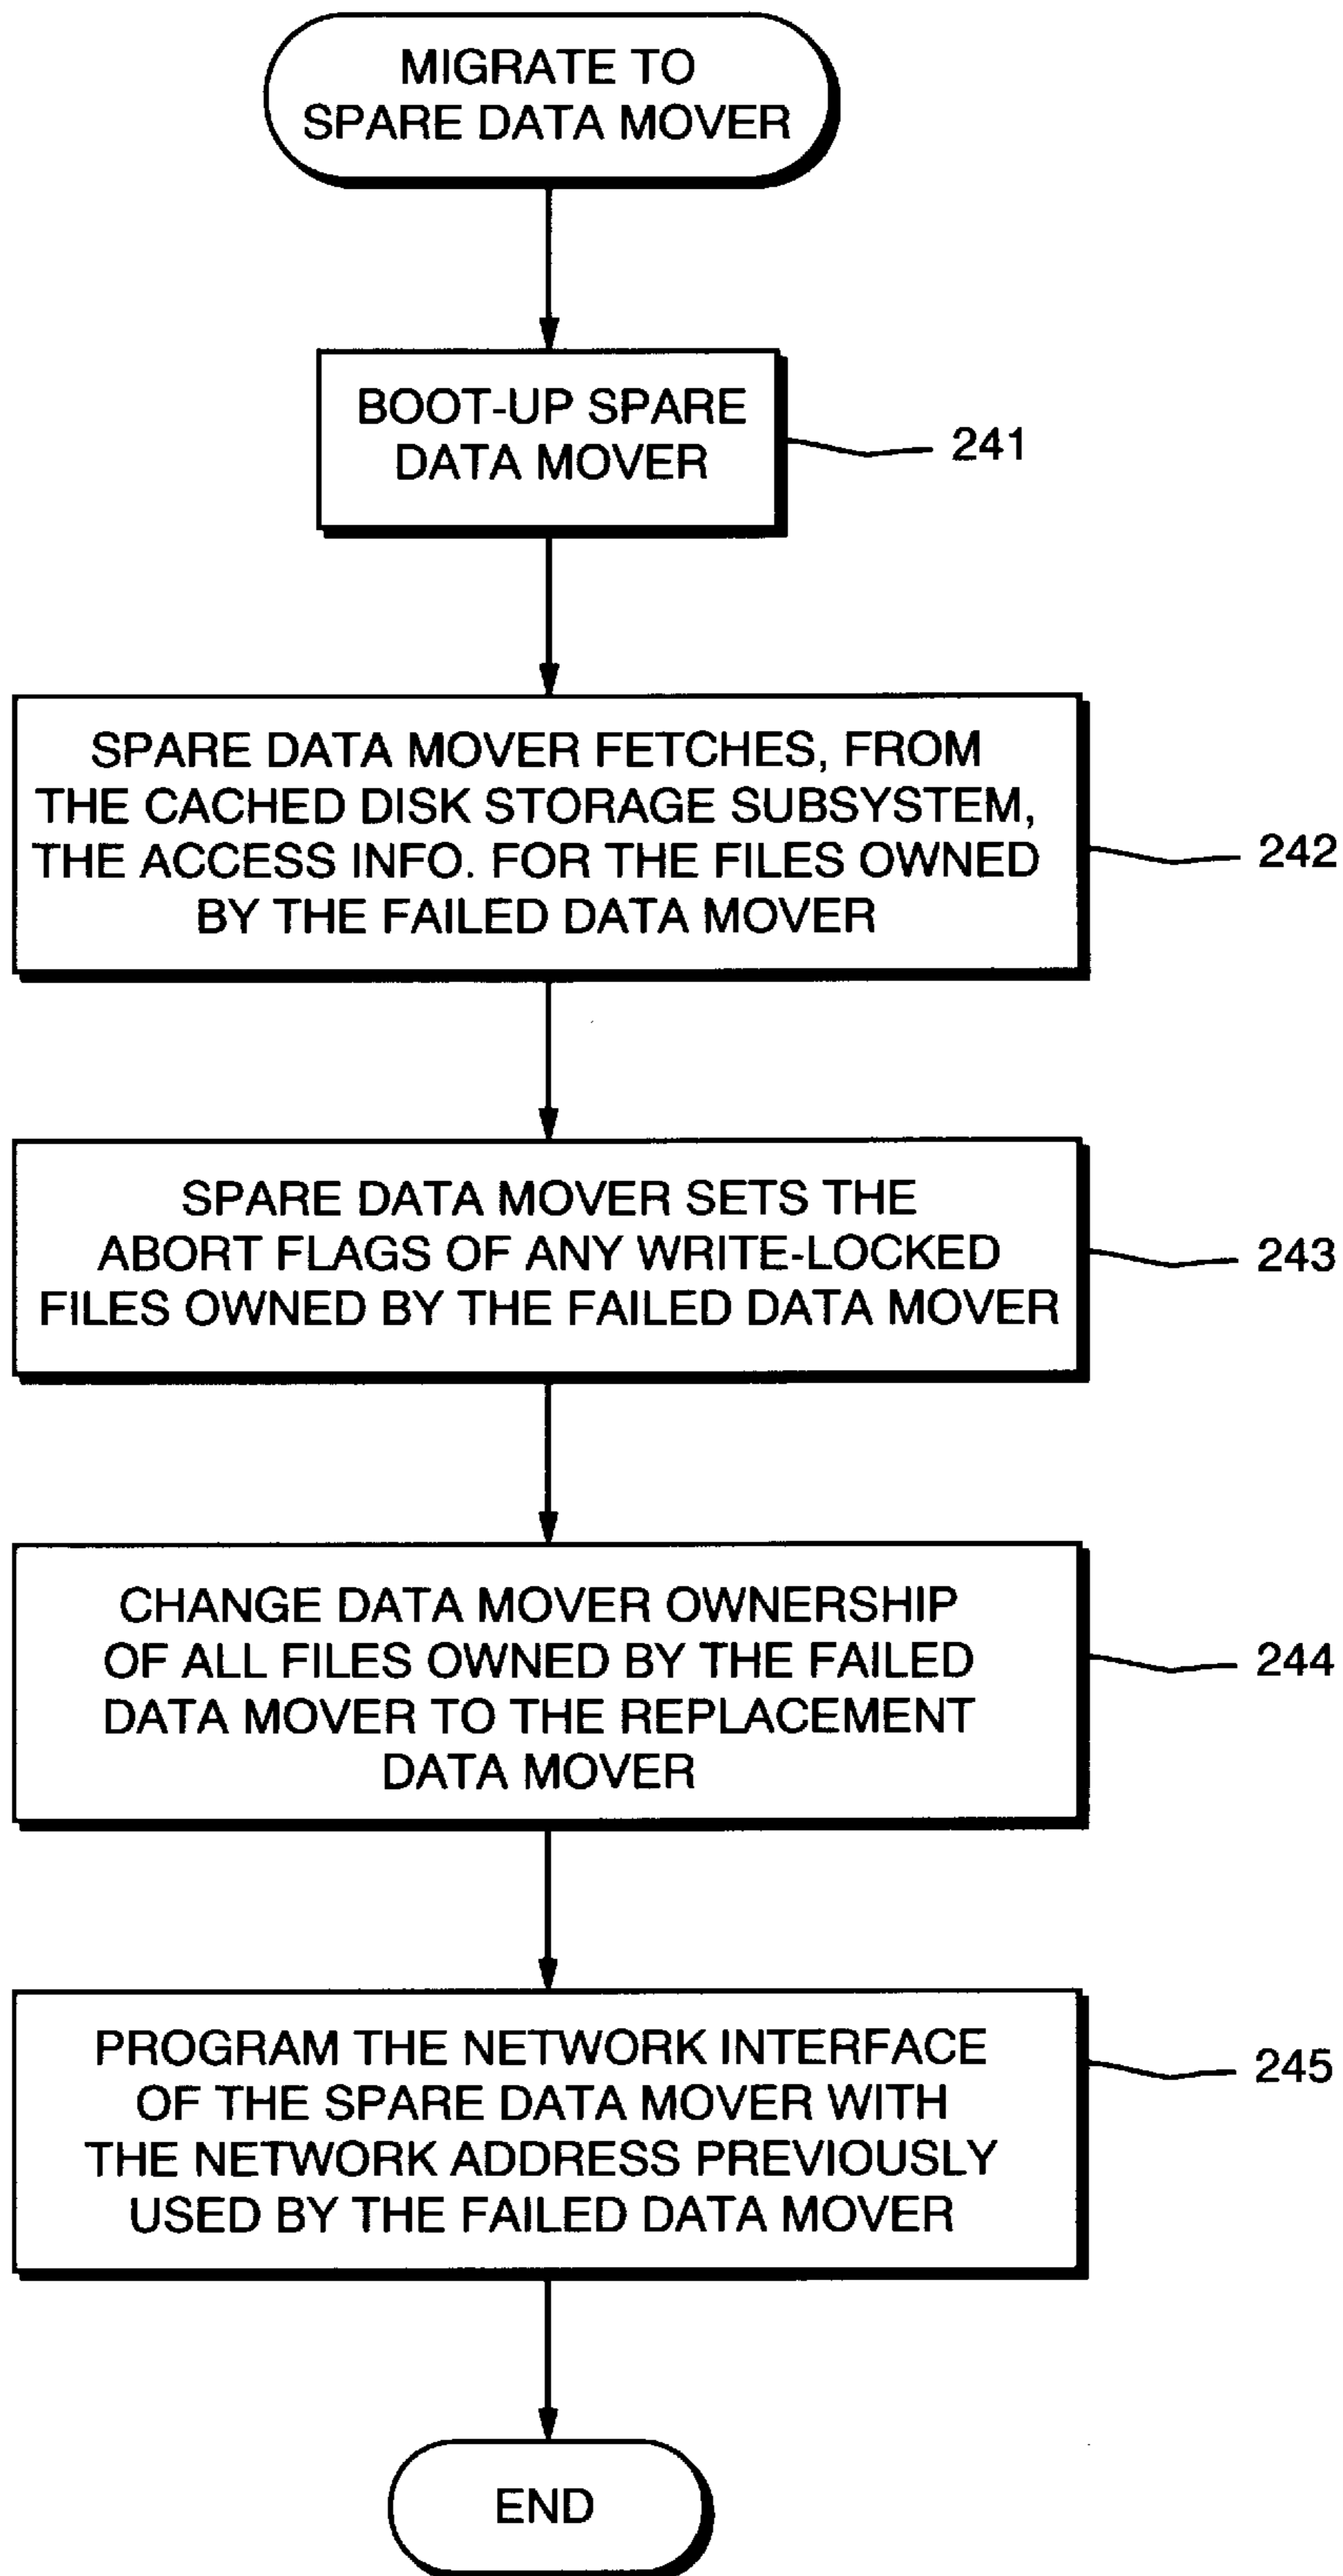 MIGRATE TO
SPARE DATA MOVER
BOOT-UP SPARE
DATA MOVER
241
SPARE DATA MOVER FETCHES, FROM
THE CACHED DISK STORAGE SUBSYSTEM,
THE ACCESS INFO. FOR THE FILES OWNED
BY THE FAILED DATA MOVER
242
SPARE DATA MOVER SETS THE
ABORT FLAGS OF ANY WRITE-LOCKED
FILES OWNED BY THE FAILED DATA MOVER
243
CHANGE DATA MOVER OWNERSHIP
OF ALL FILES OWNED BY THE FAILED
DATA MOVER TO THE REPLACEMENT
DATA MOVER
244
PROGRAM THE NETWORK INTERFACE
OF THE SPARE DATA MOVER WITH
THE NETWORK ADDRESS PREVIOUSLY
USED BY THE FAILED DATA MOVER
245
END